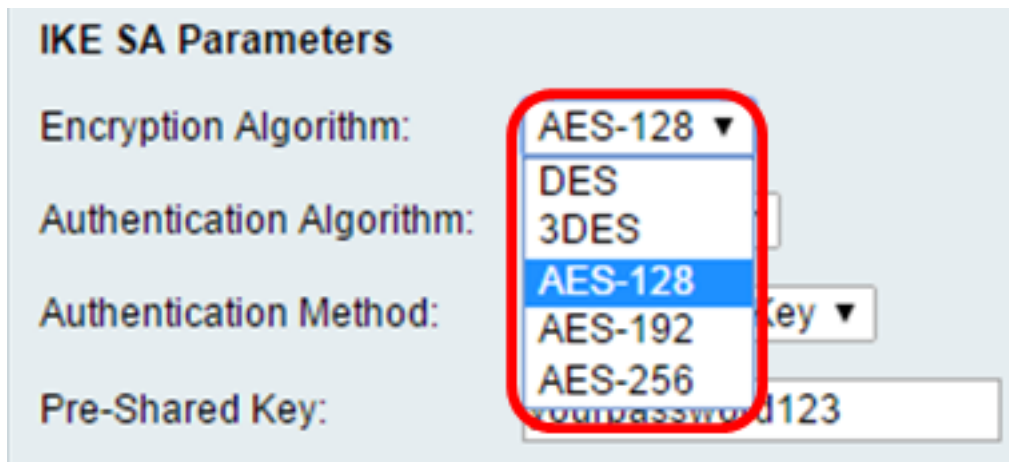 IKE SA Parameters
Encryption Algorithm: AES-128
DES
Authentication Algorithm: 3DES
AES-128
Authentication Method: AES-192
AES-256
Pre-Shared Key: